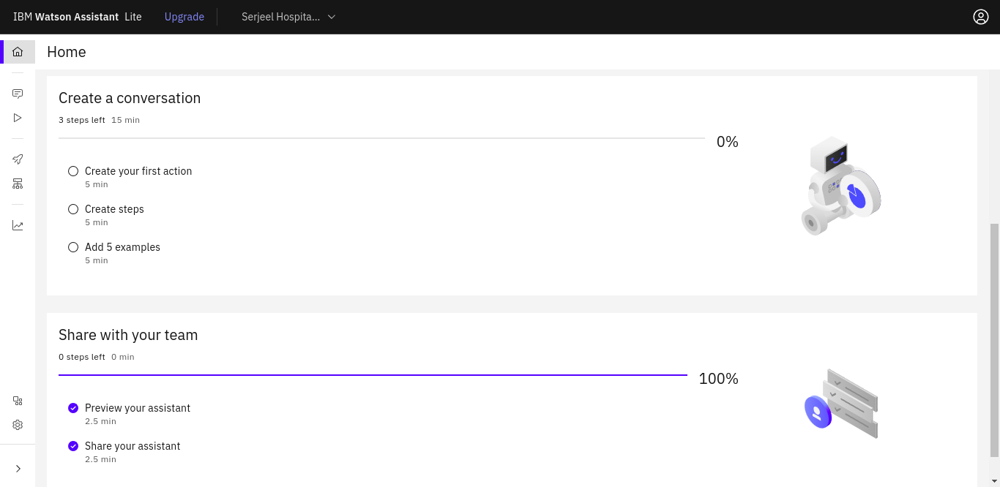 IBM Watson Assistant Lite Upgrade Serjeel Hospita...
Home
Create a conversation
3 steps left 15 min
0%
Create your first action
5 min
Create steps
5 min
Add 5 examples
5 min
Share with your team
0 steps left 0 min
100%
Preview your assistant
2.5 min
Share your assistant
2.5 min